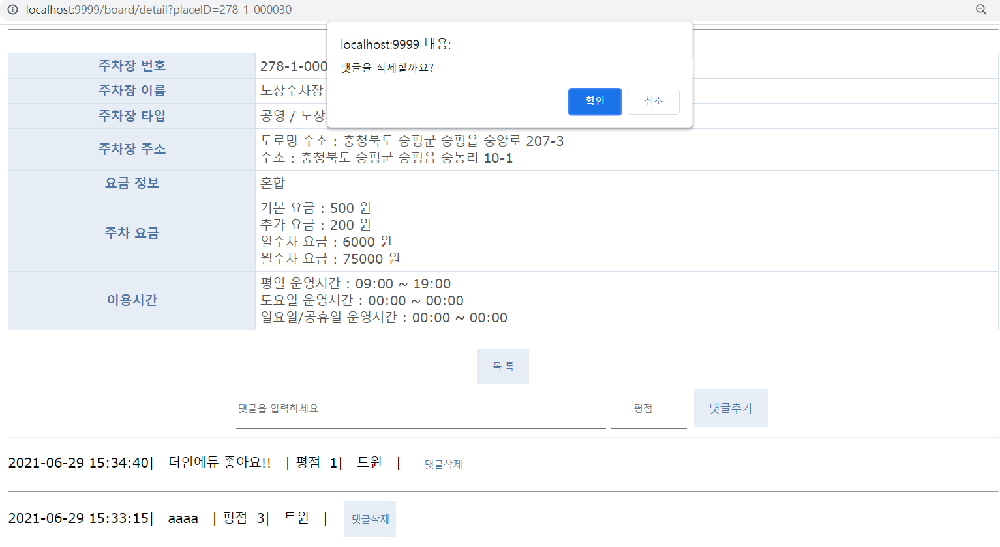 localhost:9999/board/detail?placeID=278-1-000030
localhost:9999 내용:
댓글을 삭제할까요?
확인 취소
주차장 번호 278-1-000
주차장 이름 노상주차장
주차장 타입 공영 / 노상
주차장 주소
도로명 주소 : 충청북도 증평군 증평읍 중앙로 207-3
주소 : 충청북도 증평군 증평읍 중동리 10-1
요금 정보 혼합
주차 요금
기본 요금 : 500 원
추가 요금 : 200 원
일주차 요금 : 6000 원
월주차 요금 : 75000 원
이용시간
평일 운영시간 : 09:00 ~ 19:00
토요일 운영시간 : 00:00 ~ 00:00
일요일/공휴일 운영시간 : 00:00 ~ 00:00
목 록
댓글을 입력하세요 평점 댓글추가
2021-06-29 15:34:40| 더인에듀 좋아요!! | 평점 1| 트윈 | 댓글삭제
2021-06-29 15:33:15| aaaa | 평점 3| 트윈 | 댓글삭제